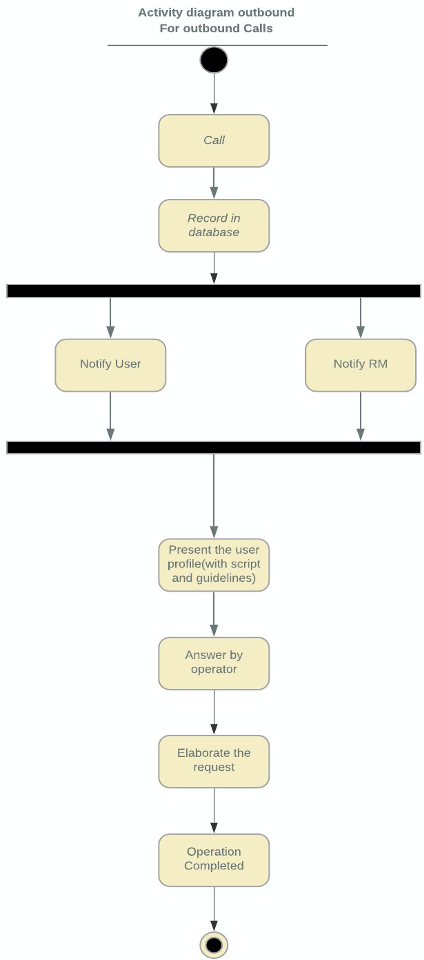 Activity diagram outbound
For outbound Calls
Call
Record in
database
Notify User
Notify RM
Present the user
profile(with script
and guidelines)
Answer by
operator
Elaborate the
request
Operation
Completed